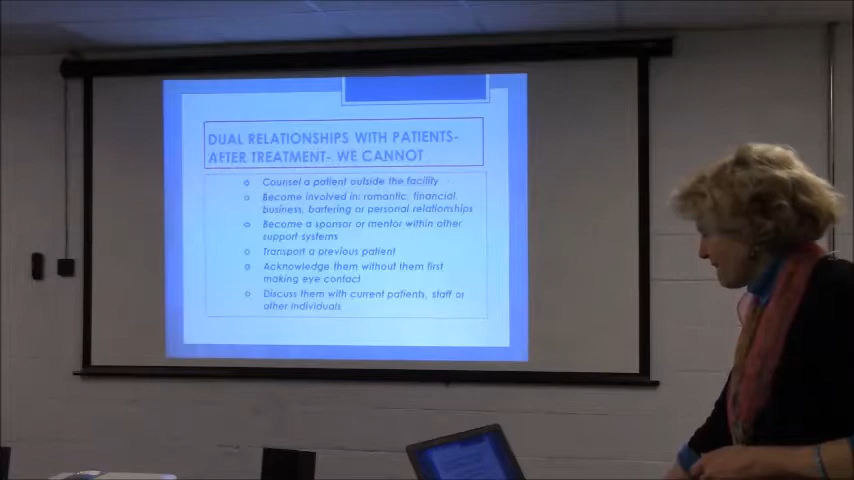 DUAL RELATIONSHIPS WITH PATIENTS-
AFTER TREATMENT- WE CANNOT
Counsel a patient outside the facility
Become involved in: romantic, financial,
business, bartering or personal relationships
Become a sponsor or mentor within other
support systems
Transport a previous patient
Acknowledge them without them first
making eye contact
Discuss them with current patients, staff or
other individuals